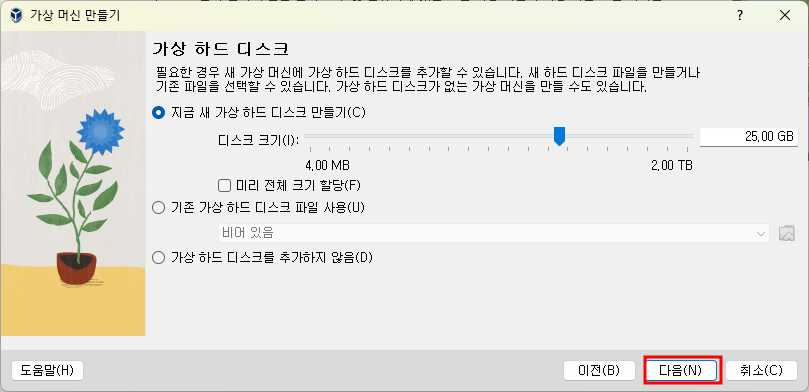 가상 머신 만들기
가상 하드 디스크
필요한 경우 새 가상 머신에 가상 하드 디스크를 추가할 수 있습니다. 새 하드 디스크 파일을 만들거나
기존 파일을 선택할 수 있습니다. 가상 하드 디스크가 없는 가상 머신을 만들 수도 있습니다.
지금 새 가상 하드 디스크 만들기(C)
디스크 크기(I): 25,00 GB
4,00 MB 2,00 TB
미리 전체 크기 할당(F)
기존 가상 하드 디스크 파일 사용(U)
비어 있음
가상 하드 디스크를 추가하지 않음(D)
도움말(H) 이전(B) 다음(N) 취소(C)